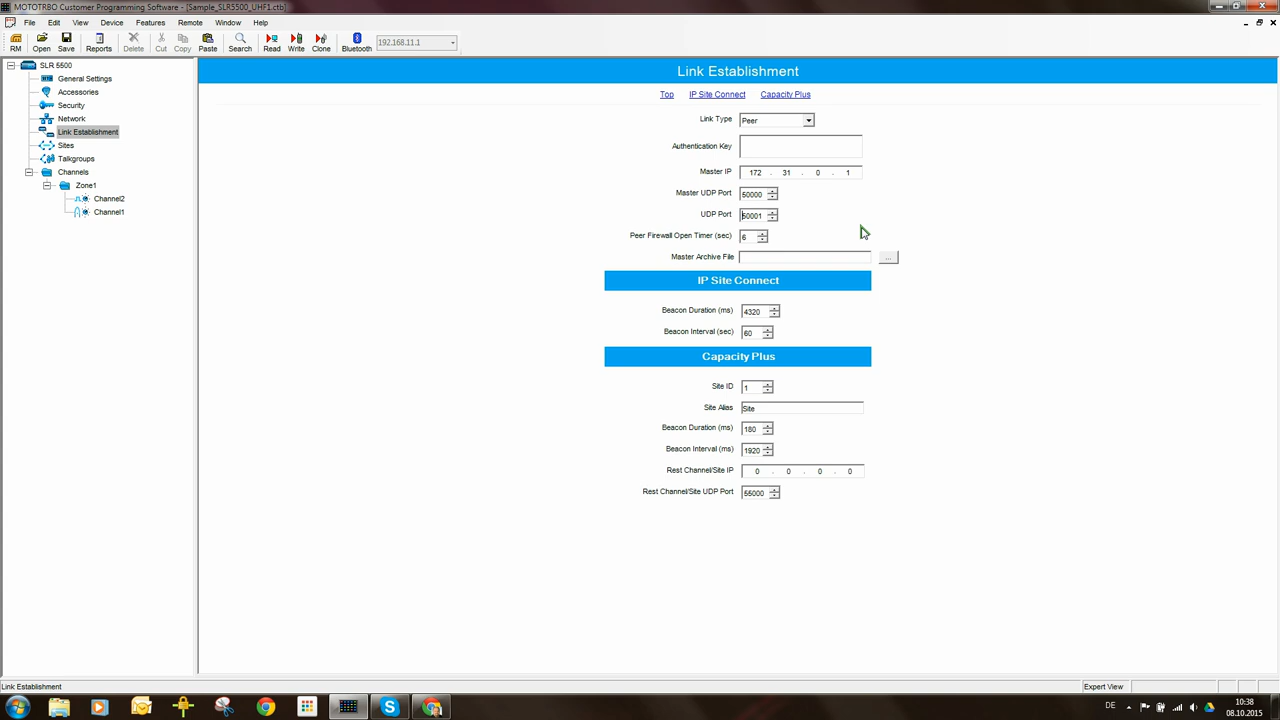 MOTOTRBO Customer Programming Software - [Sample_SLR5500_UHF1.ctb]
File Edit View Device Features Remote Window Help
RM Open Save Reports Delete Cut Copy Paste Search Read Write Clone Bluetooth 192.168.11.1
SLR 5500
General Settings
Accessories
Security
Network
Link Establishment
Sites
Talkgroups
Channels
Zone1
Channel2
Channel1
Link Establishment
Top IP Site Connect Capacity Plus
Link Type Peer
Authentication Key
Master IP 172 . 31 . 0 . 1
Master UDP Port 50000
UDP Port 50001
Peer Firewall Open Timer (sec) 6
Master Archive File ...
IP Site Connect
Beacon Duration (ms) 4320
Beacon Interval (sec) 60
Capacity Plus
Site ID 1
Site Alias Site
Beacon Duration (ms) 180
Beacon Interval (ms) 1920
Rest Channel/Site IP 0 . 0 . 0 . 0
Rest Channel/Site UDP Port 55000
Link Establishment Expert View
DE 10:38
08.10.2015